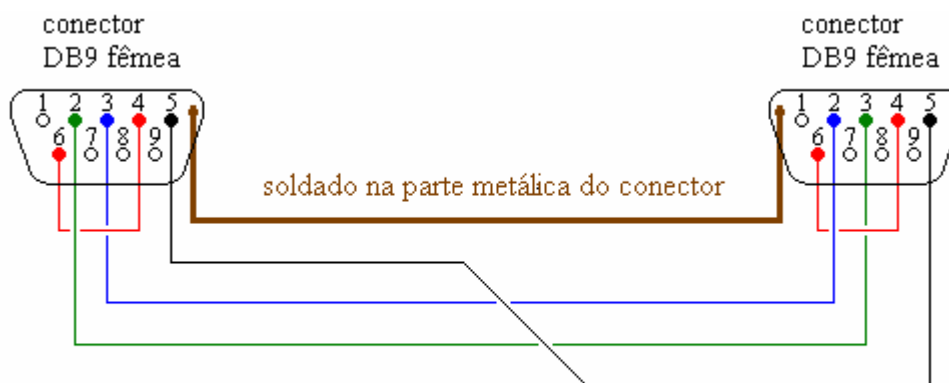 conector
DB9 fêmea
1 2 3 4 5
6 7 8 9
conector
DB9 fêmea
1 2 3 4 5
6 7 8 9
soldado na parte metálica do conector